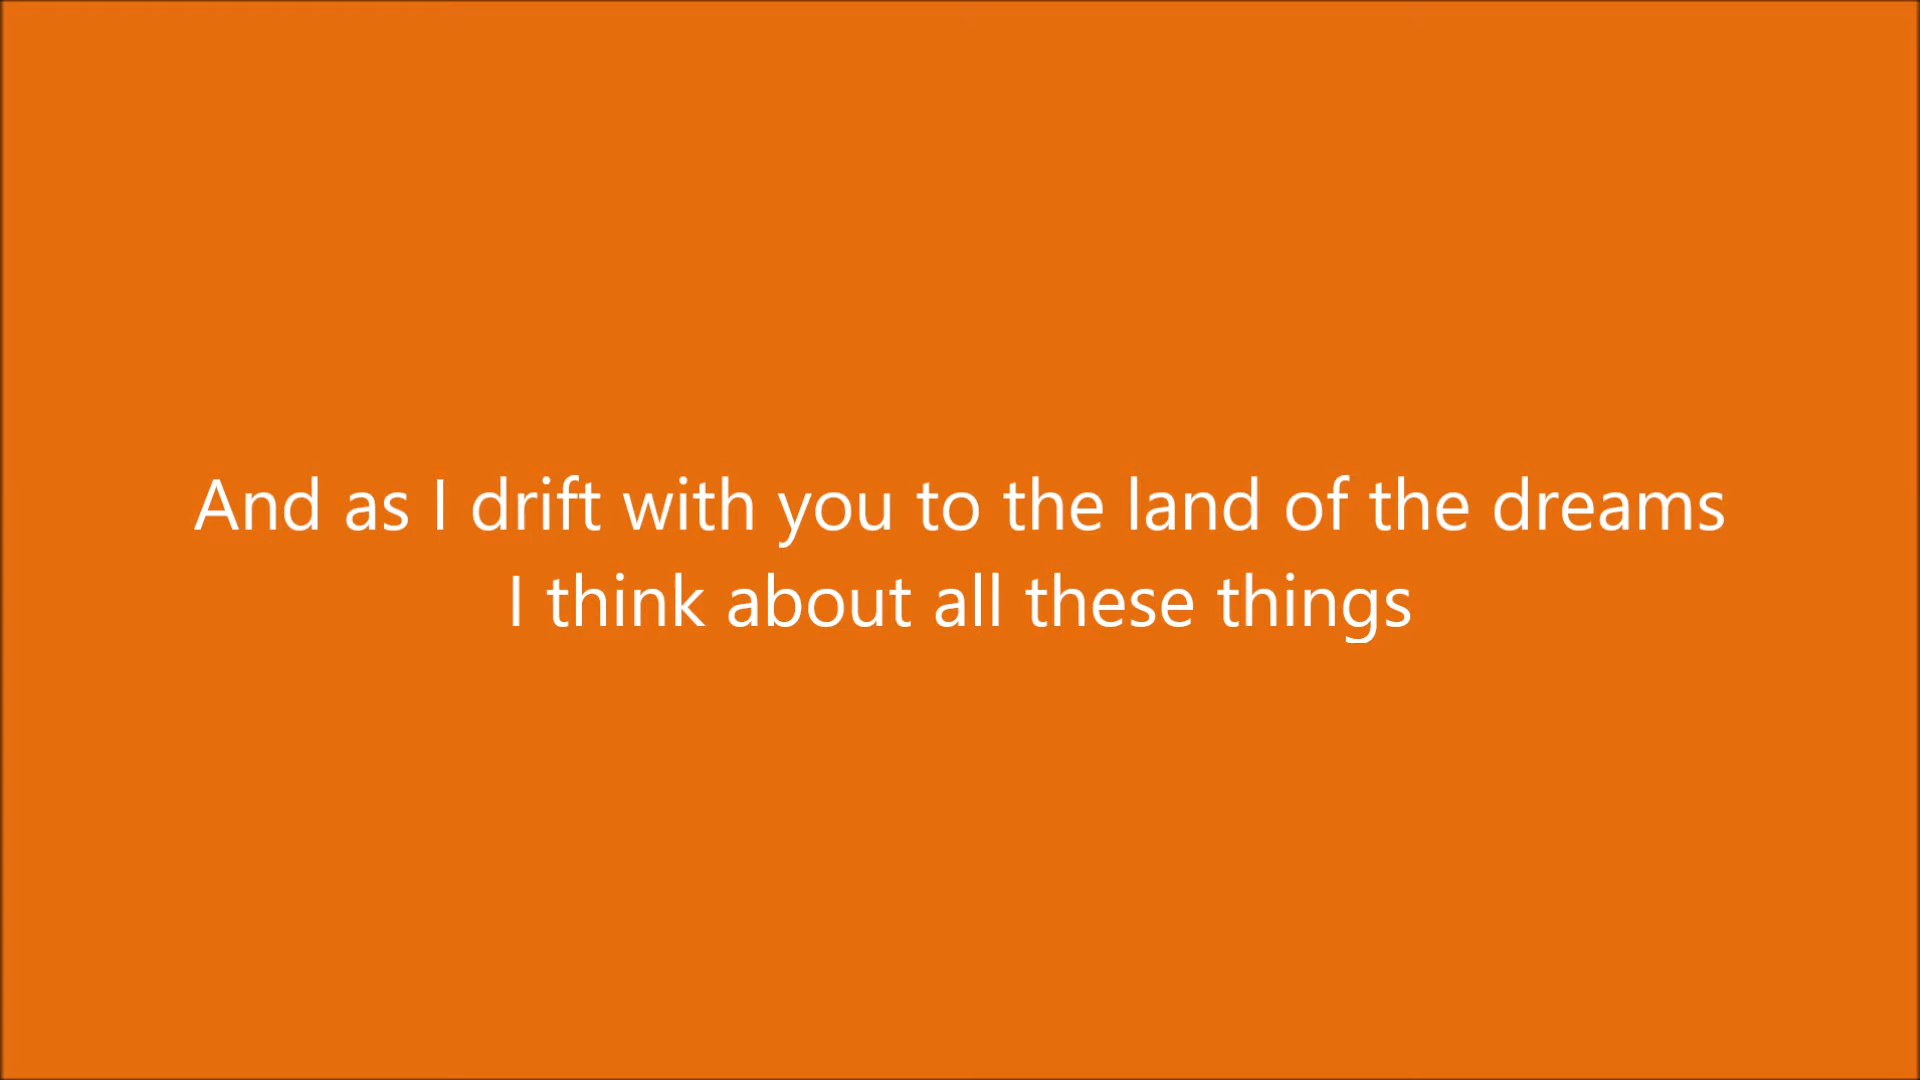 And as I drift with you to the land of the dreams
I think about all these things